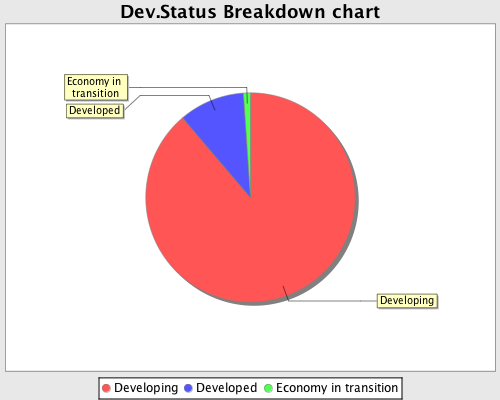 Dev.Status Breakdown chart
Economy in
transition
Developed
Developing
Developing Developed Economy in transition